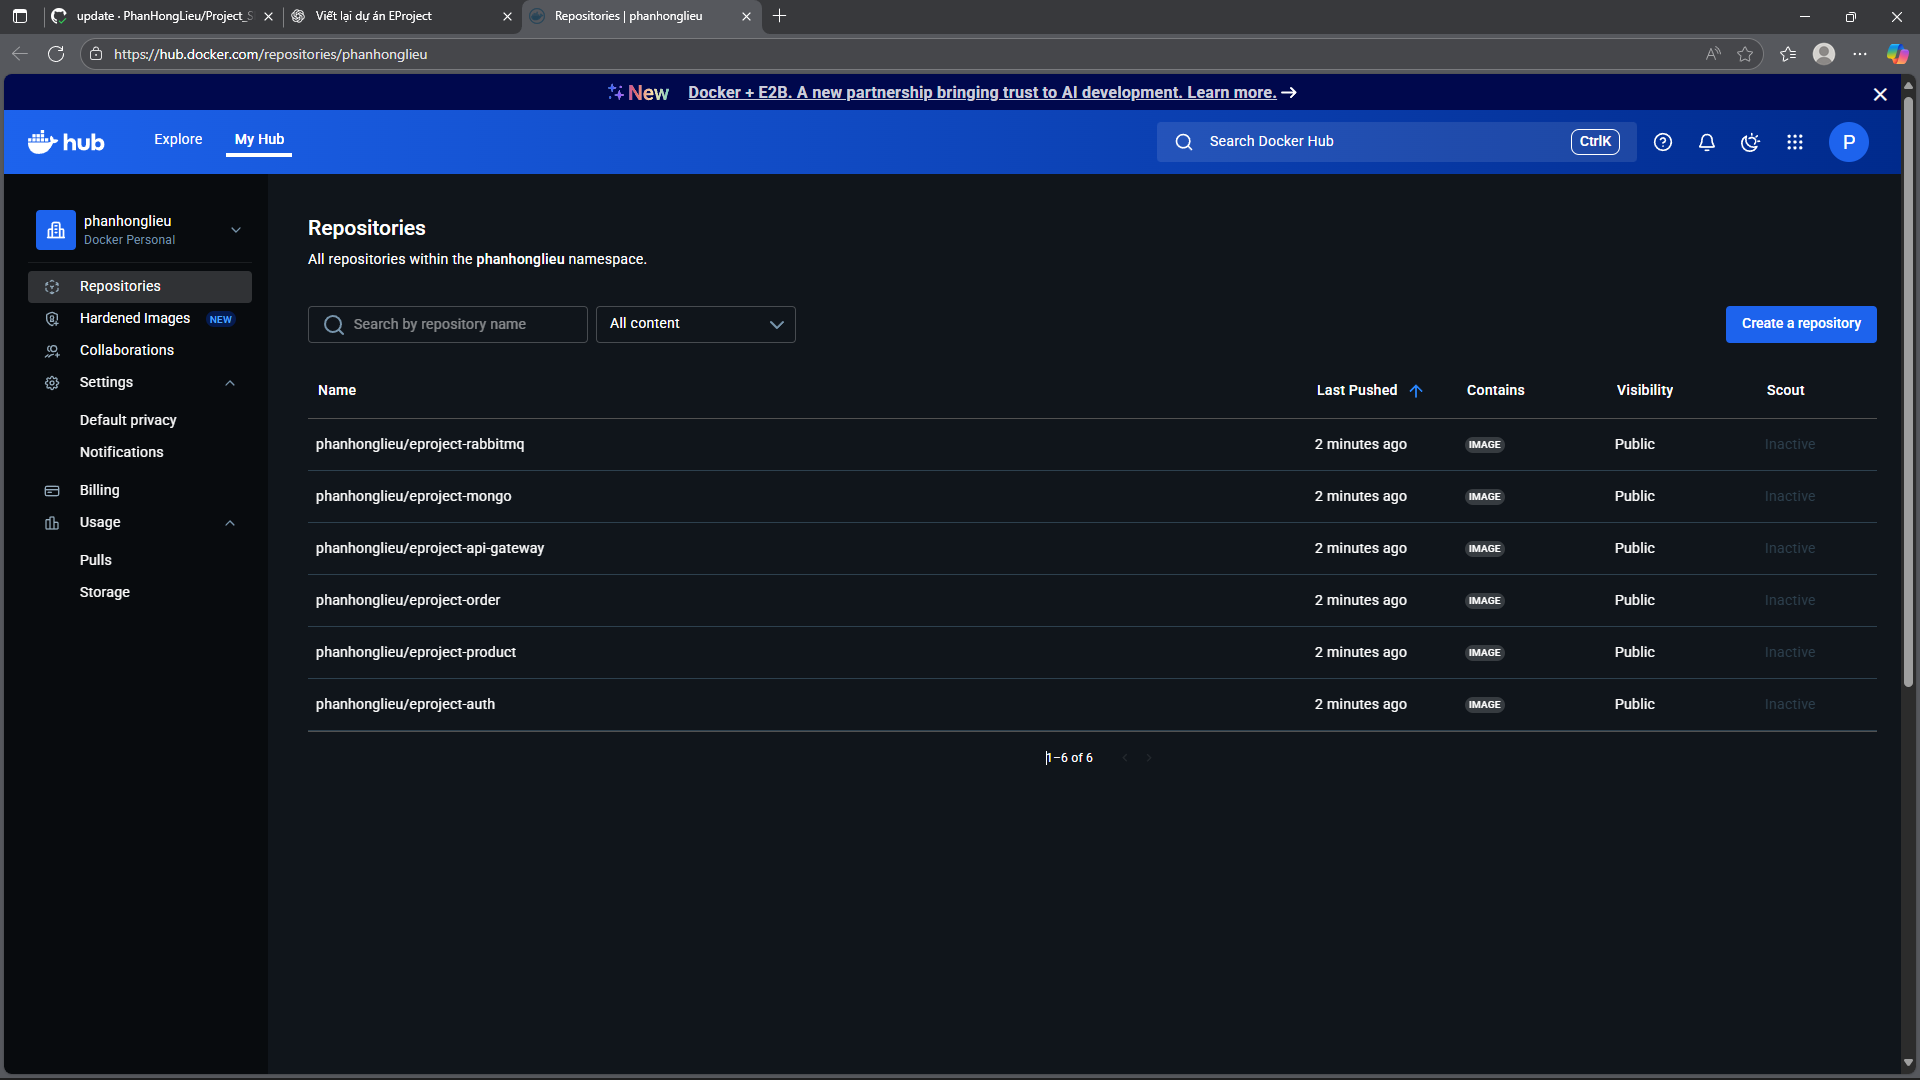 update · PhanHongLieu/Project_S
Viết lại dự án EProject
Repositories | phanhonglieu
https://hub.docker.com/repositories/phanhonglieu
New
Docker + E2B. A new partnership bringing trust to AI development. Learn more.
hub
Explore
My Hub
Search Docker Hub
CtrlK
P
phanhonglieu
Docker Personal
Repositories
Hardened Images NEW
Collaborations
Settings
Default privacy
Notifications
Billing
Usage
Pulls
Storage
Repositories
All repositories within the phanhonglieu namespace.
Search by repository name
All content
Create a repository
Name Last Pushed Contains Visibility Scout
phanhonglieu/eproject-rabbitmq 2 minutes ago IMAGE Public Inactive
phanhonglieu/eproject-mongo 2 minutes ago IMAGE Public Inactive
phanhonglieu/eproject-api-gateway 2 minutes ago IMAGE Public Inactive
phanhonglieu/eproject-order 2 minutes ago IMAGE Public Inactive
phanhonglieu/eproject-product 2 minutes ago IMAGE Public Inactive
phanhonglieu/eproject-auth 2 minutes ago IMAGE Public Inactive
1–6 of 6